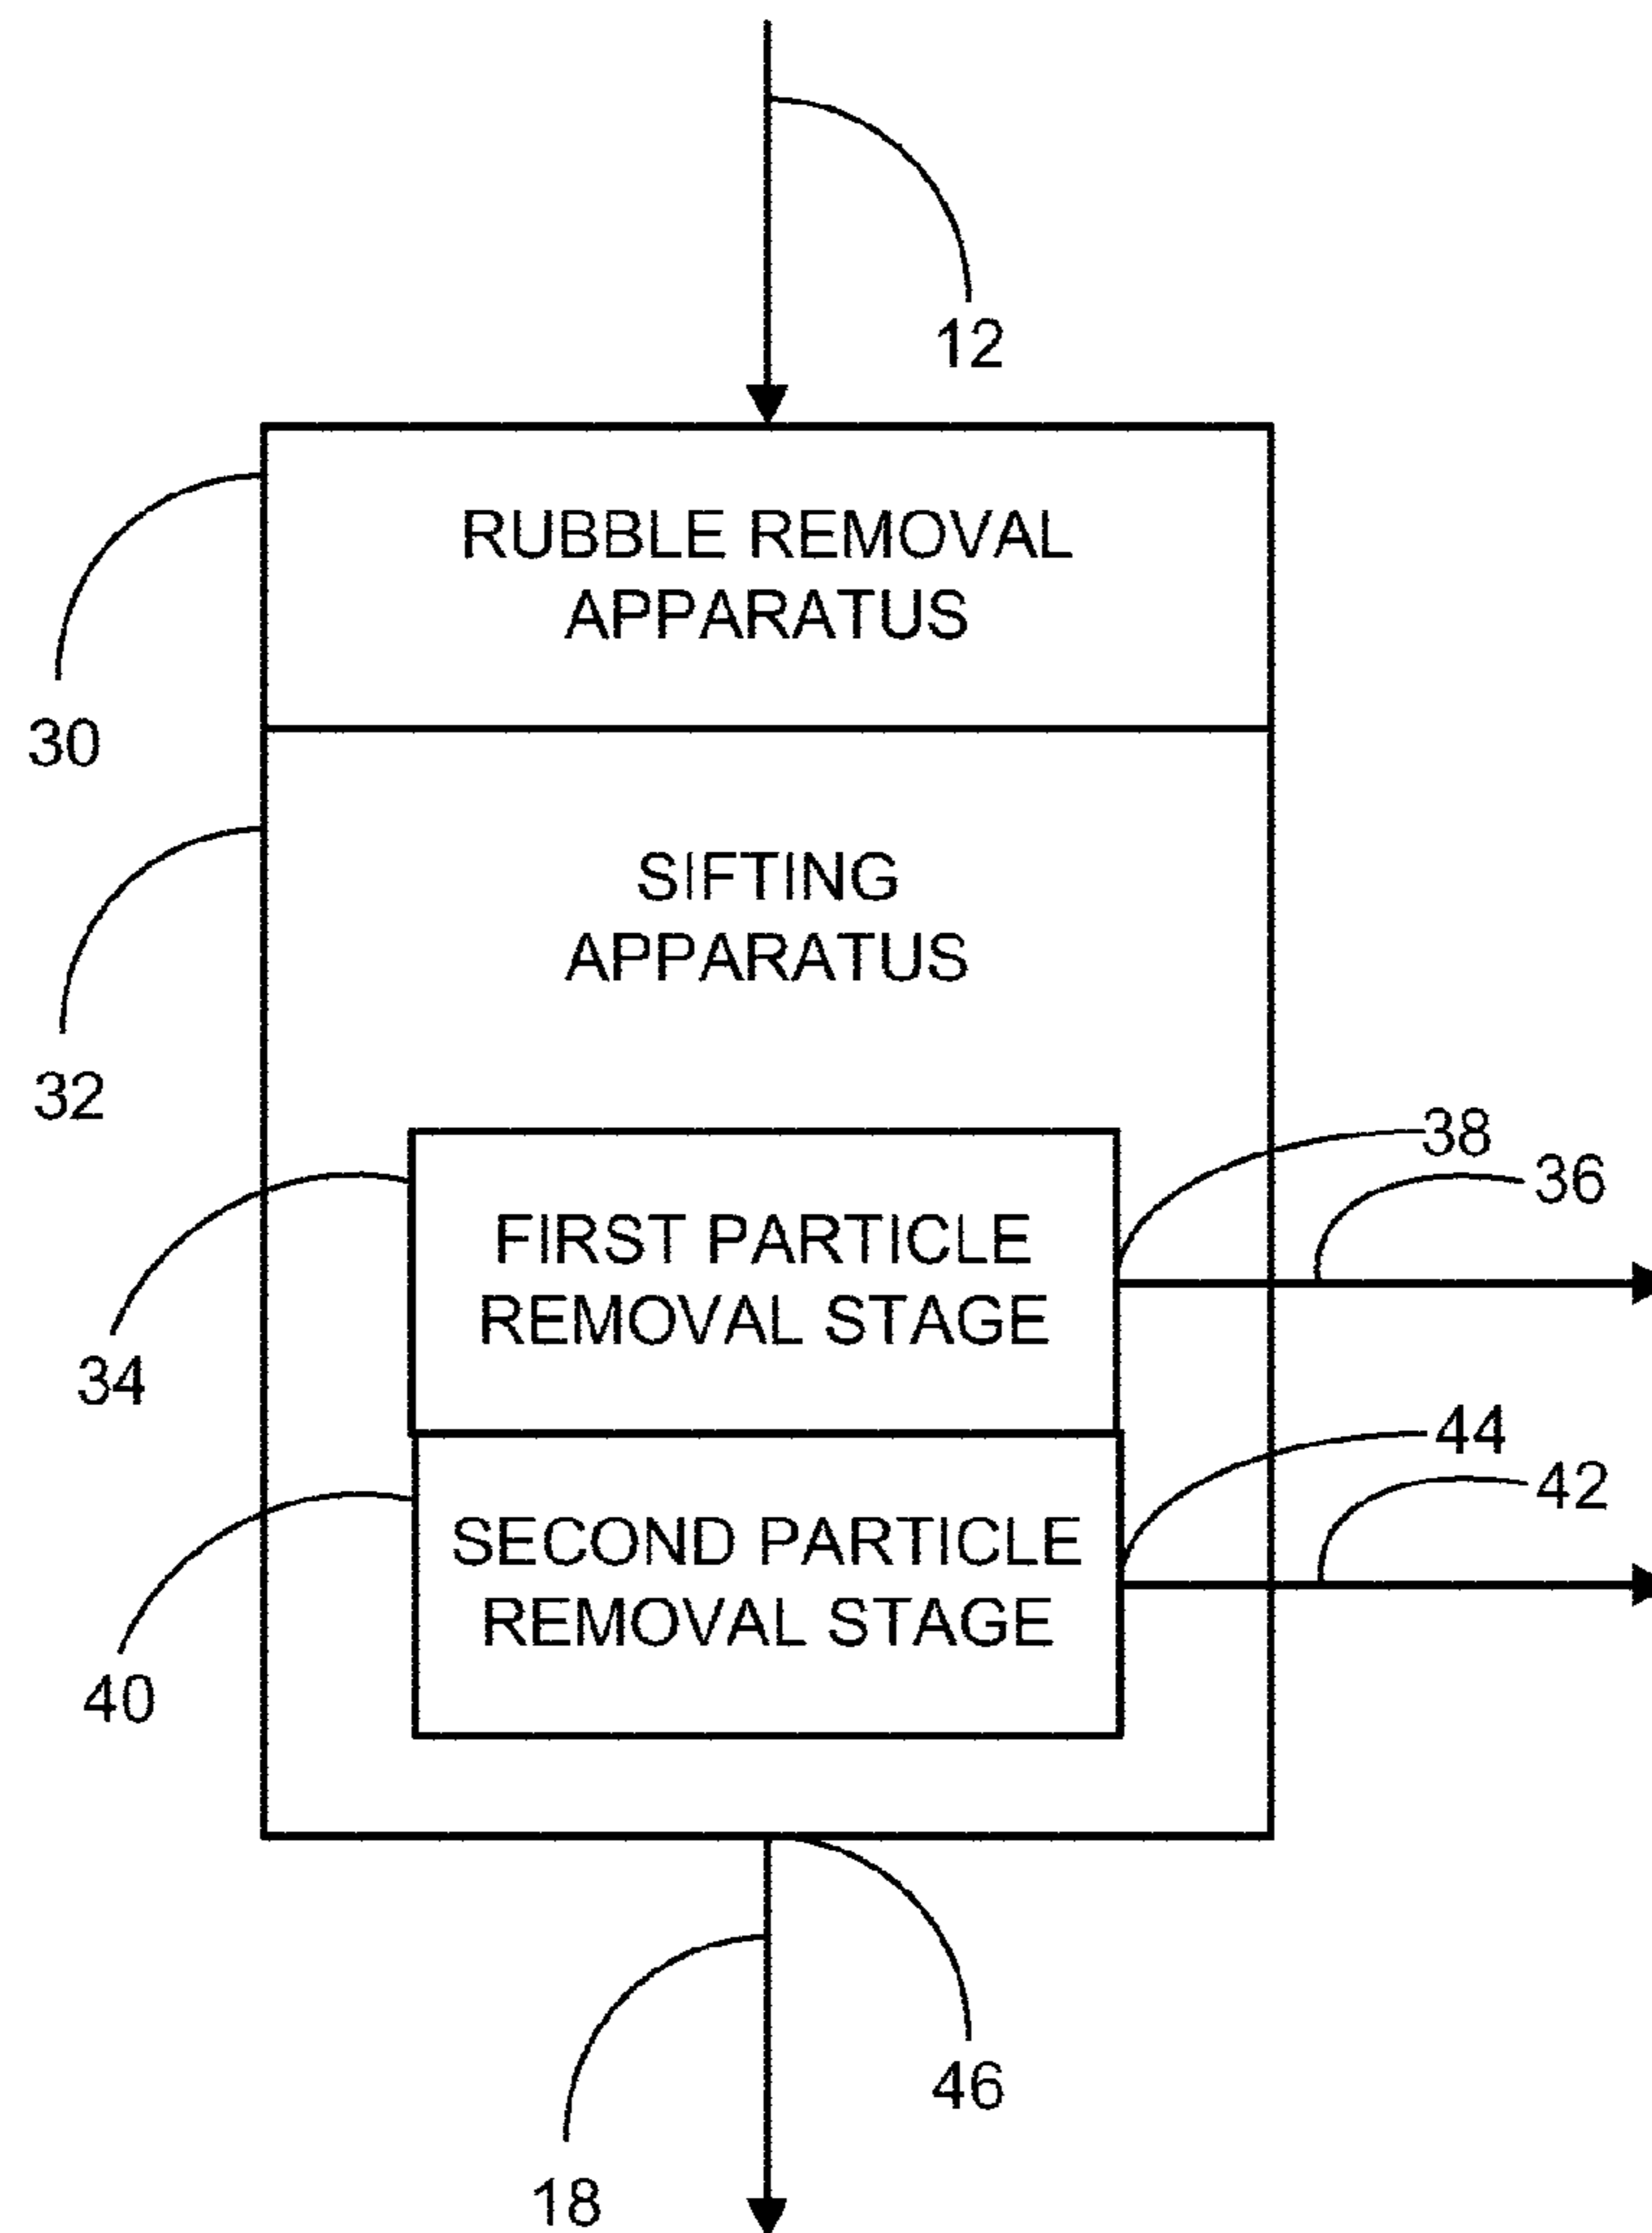 12
RUBBLE REMOVAL
APPARATUS
30
SIFTING
APPARATUS
32
38
36
FIRST PARTICLE
REMOVAL STAGE
34
44
42
SECOND PARTICLE
REMOVAL STAGE
40
46
18